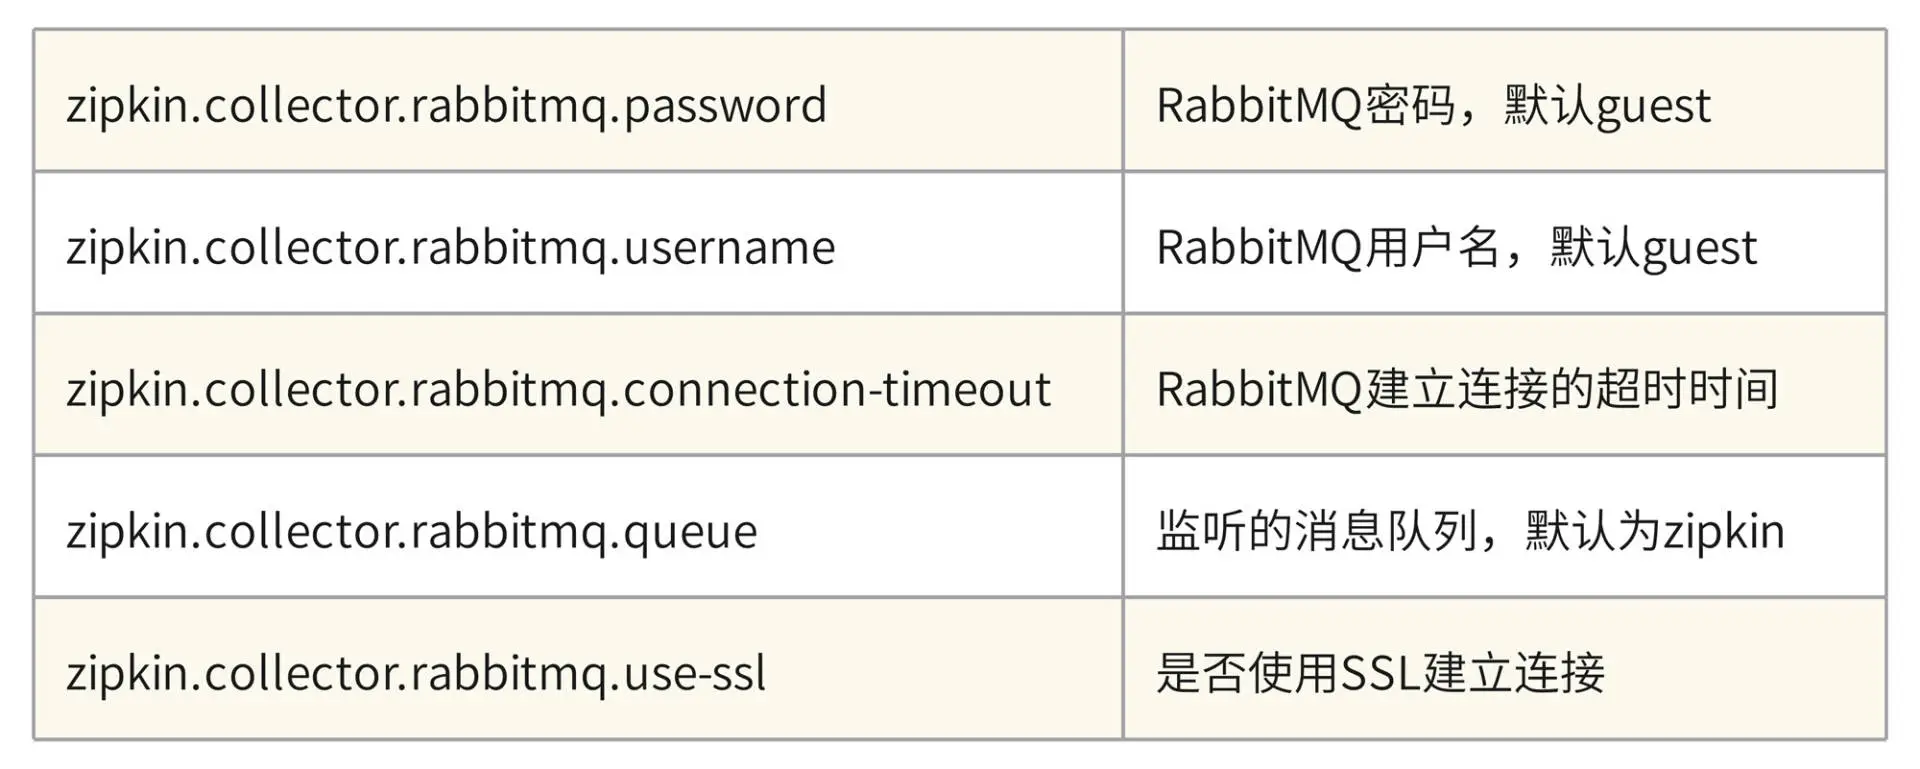 zipkin.collector.rabbitmq.password
RabbitMQ密码，默认guest
zipkin.collector.rabbitmq.username
RabbitMQ用户名，默认guest
zipkin.collector.rabbitmq.connection-timeout
RabbitMQ建立连接的超时时间
zipkin.collector.rabbitmq.queue
监听的消息队列，默认为zipkin
zipkin.collector.rabbitmq.use-ssl
是否使用SSL建立连接